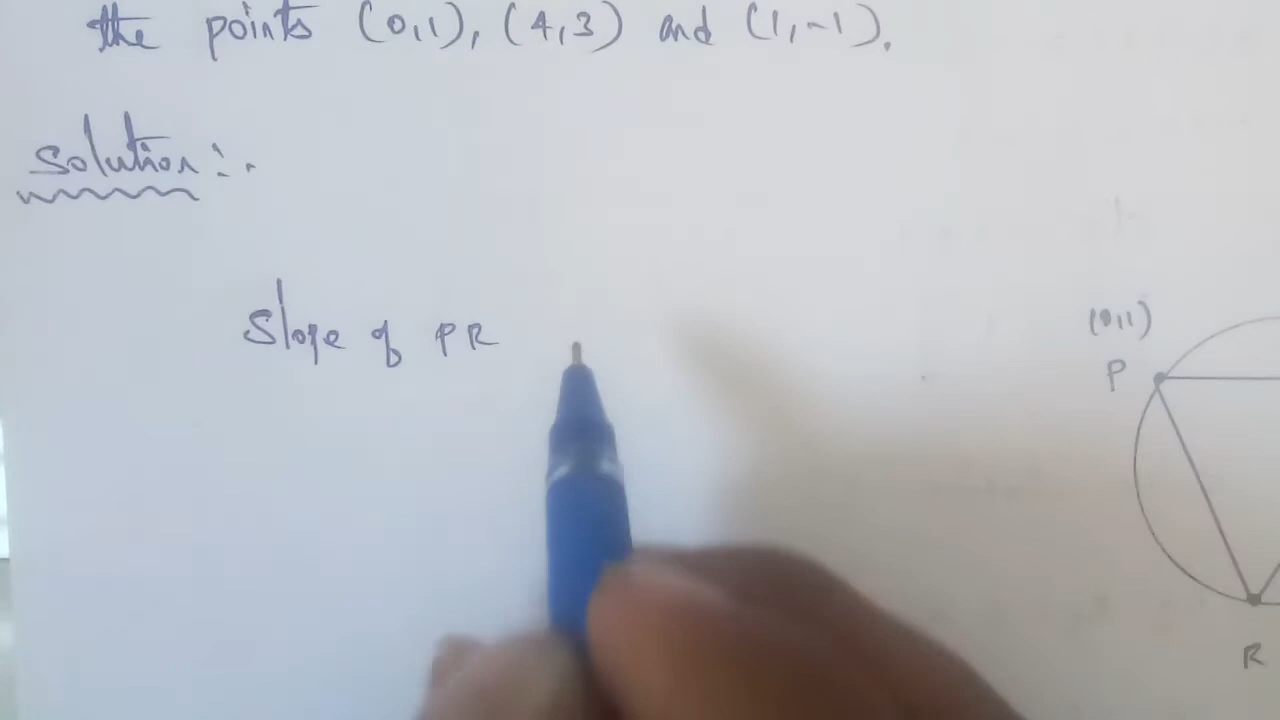 the points (0,1), (4,3) and (1,-1).
Solution:-
Slope of PR
(0,1)
P
R